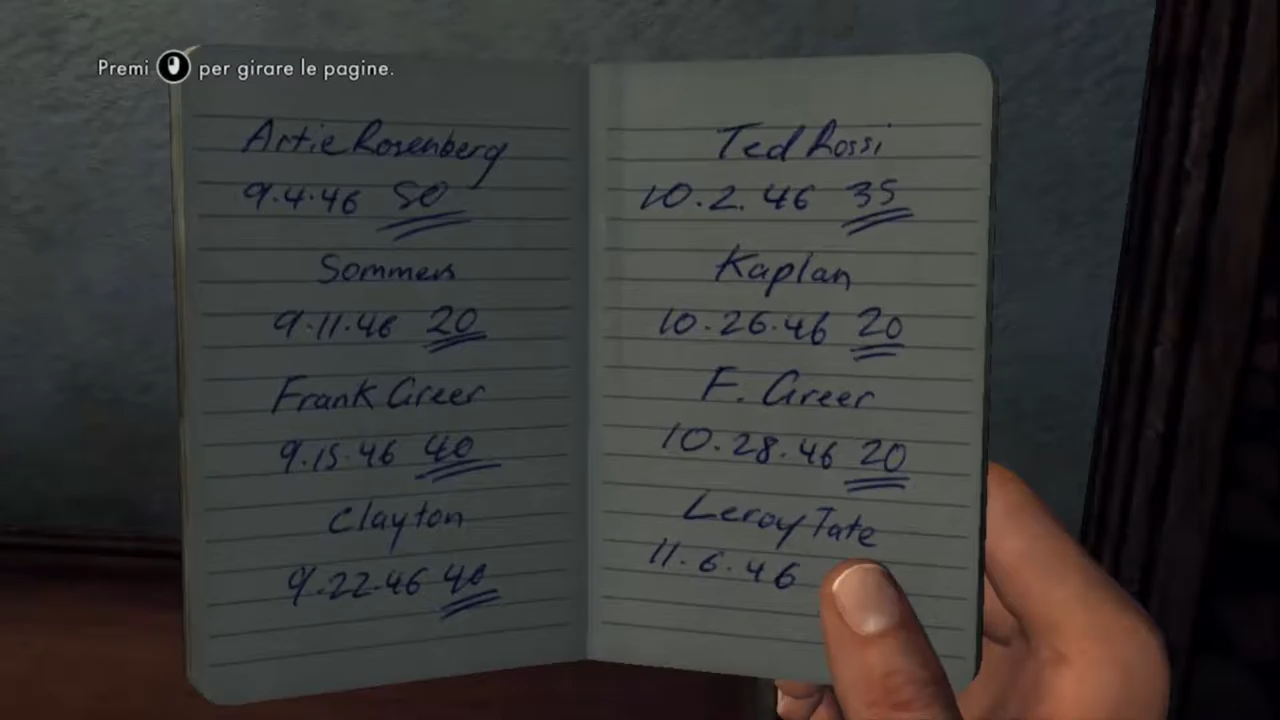 Premi per girare le pagine.
Artie Rosenberg
9.4.46 50
Sommers
9.11.46 20
Frank Greer
9.15.46 40
Clayton
9.22.46 40
Ted Rossi
10.2.46 35
Kaplan
10.26.46 20
F. Greer
10.28.46 20
Leroy Tate
11.6.46